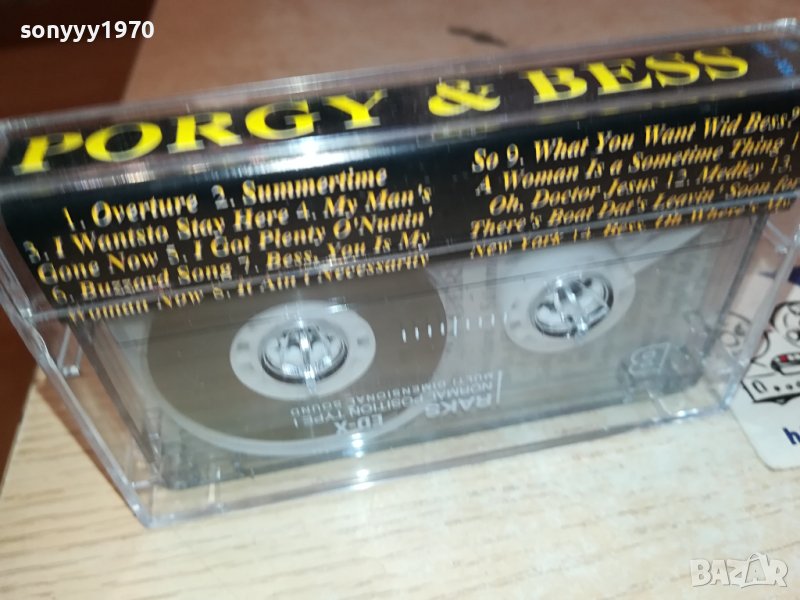 sonyyy1970
PORGY & BESS
1. Overture 2. Summertime
3. I Wantsto Stay Here 4. My Man's
Gone Now 5. I Got Plenty O'Nuttin'
6. Buzzard Song 7. Bess, You Is My
Woman Now 8. It Ain't Necessarily
So 9. What You Want Wid Bess?
A Woman Is a Sometime Thing
Oh, Doctor Jesus 12. Medley
There's Boat Dat's Leavin' Soon for
New York 14. Bess, Oh Where's My
B
RAKS ED-X
NORMAL POSITION TYPE I
MULTI DIMENSIONAL SOUND
BAZAR